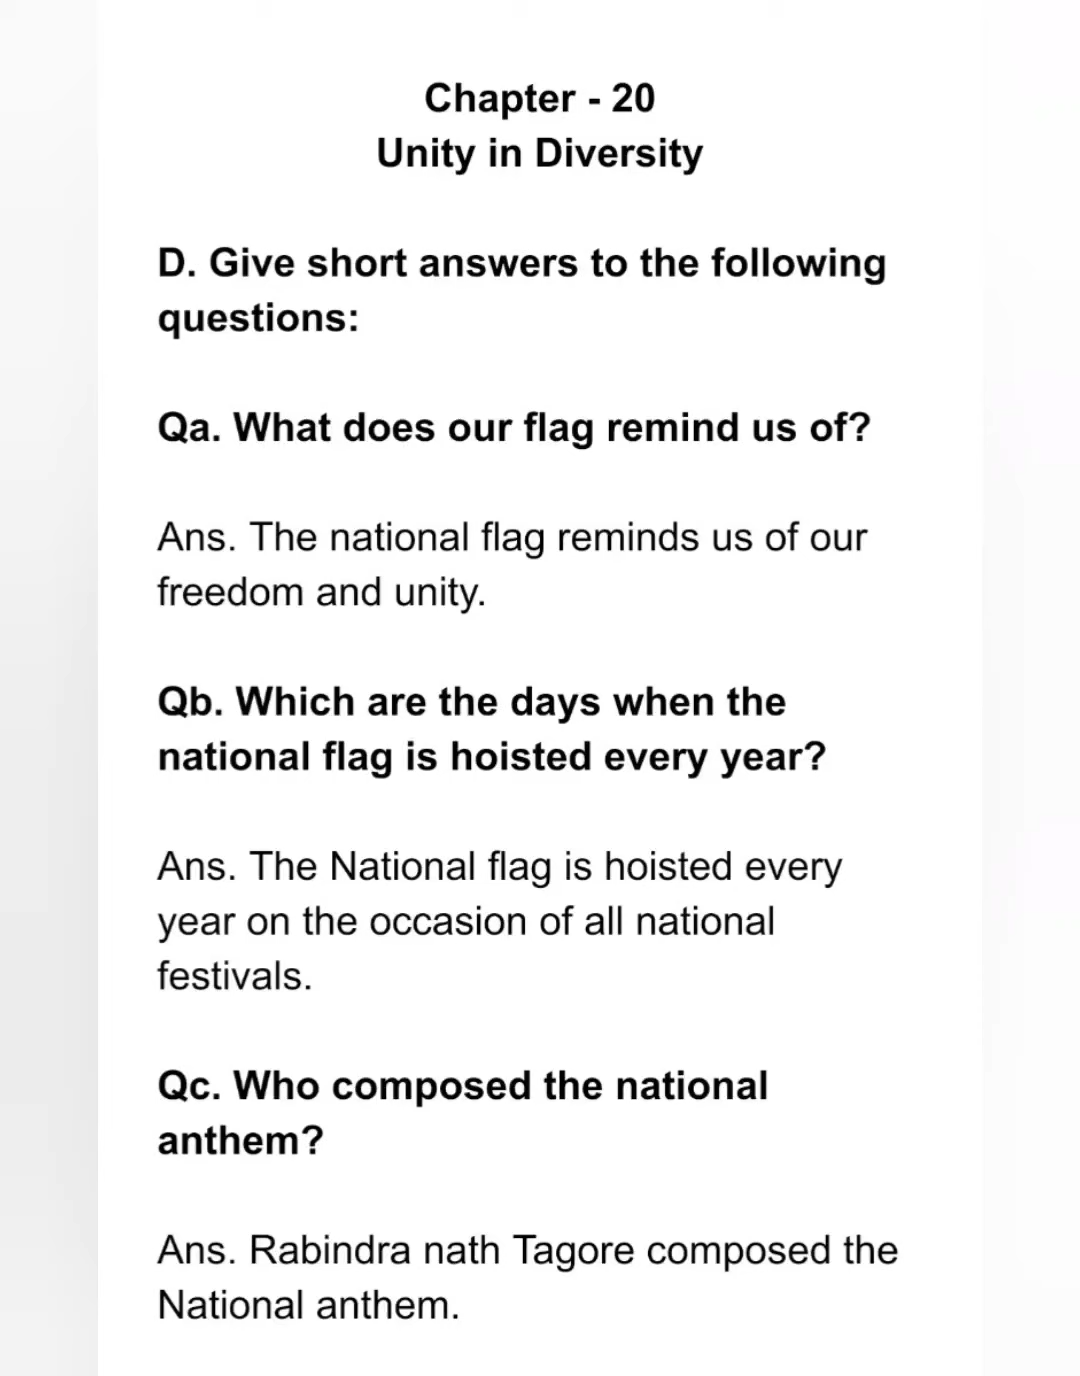 Chapter - 20
Unity in Diversity
D. Give short answers to the following
questions:
Qa. What does our flag remind us of?
Ans. The national flag reminds us of our
freedom and unity.
Qb. Which are the days when the
national flag is hoisted every year?
Ans. The National flag is hoisted every
year on the occasion of all national
festivals.
Qc. Who composed the national
anthem?
Ans. Rabindra nath Tagore composed the
National anthem.